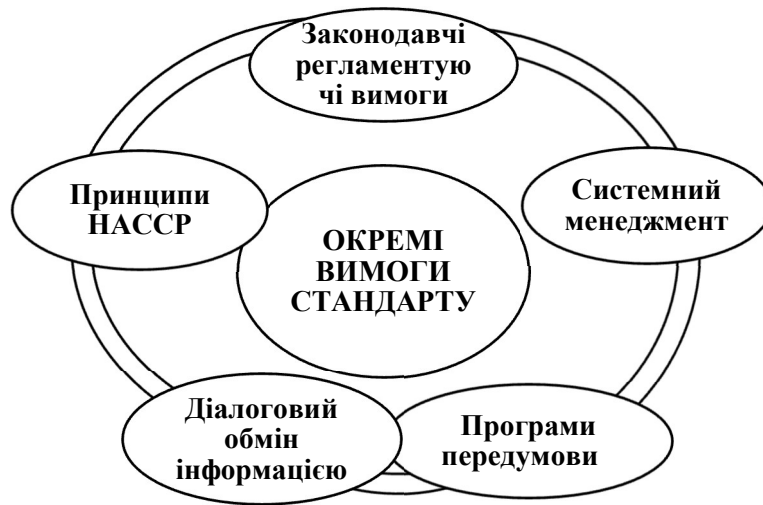 Законодавчі
регламентую
чі вимоги
Принципи
НАССР
Системний
менеджмент
ОКРЕМІ
ВИМОГИ
СТАНДАРТУ
Діалоговий
обмін
інформацією
Програми
передумови